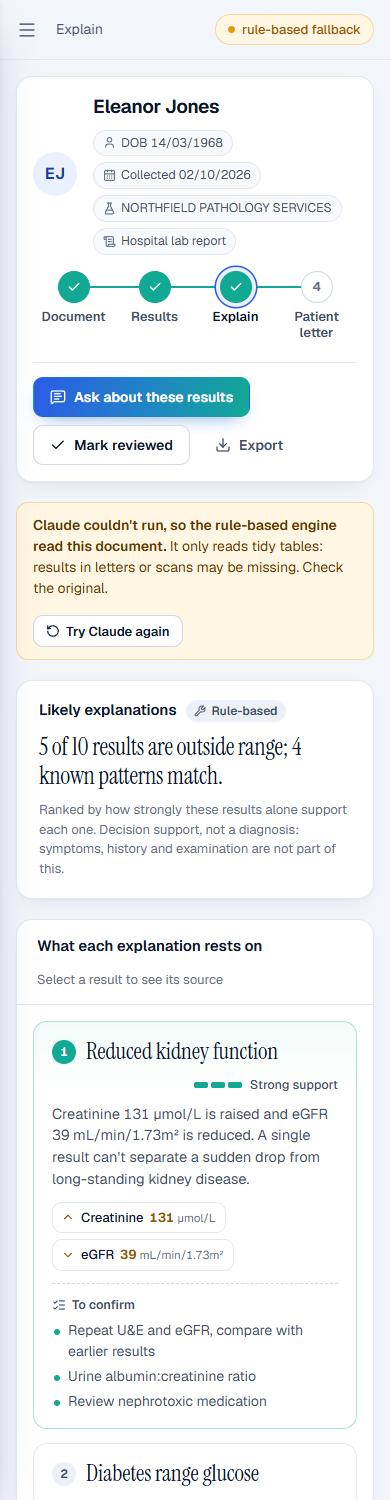 Explain
rule-based fallback
Eleanor Jones
EJ
DOB 14/03/1968
Collected 02/10/2026
NORTHFIELD PATHOLOGY SERVICES
Hospital lab report
4
Document
Results
Explain
Patient
letter
Ask about these results
Mark reviewed
Export
Claude couldn't run, so the rule-based engine
read this document. It only reads tidy tables:
results in letters or scans may be missing. Check
the original.
Try Claude again
Likely explanations
Rule-based
5 of 10 results are outside range; 4
known patterns match.
Ranked by how strongly these results alone support
each one. Decision support, not a diagnosis:
symptoms, history and examination are not part of
this.
What each explanation rests on
Select a result to see its source
1 Reduced kidney function
Strong support
Creatinine 131 µmol/L is raised and eGFR
39 mL/min/1.73m² is reduced. A single
result can't separate a sudden drop from
long-standing kidney disease.
Creatinine 131 µmol/L
eGFR 39 mL/min/1.73m²
To confirm
Repeat U&E and eGFR, compare with
earlier results
Urine albumin:creatinine ratio
Review nephrotoxic medication
2 Diabetes range glucose